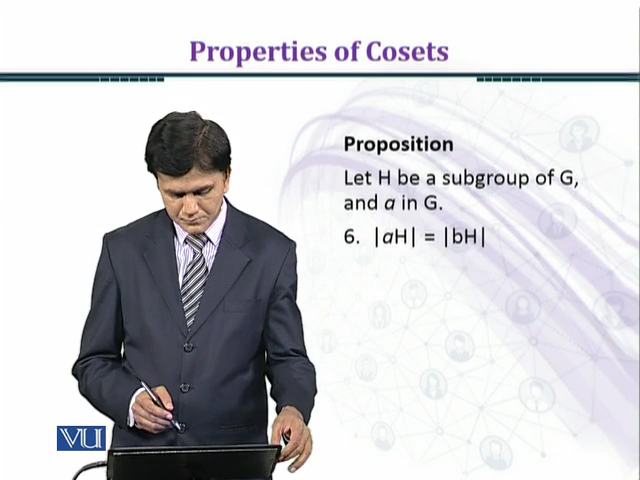 Properties of Cosets
Proposition
Let H be a subgroup of G,
and a in G.
6. |aH| = |bH|
VU